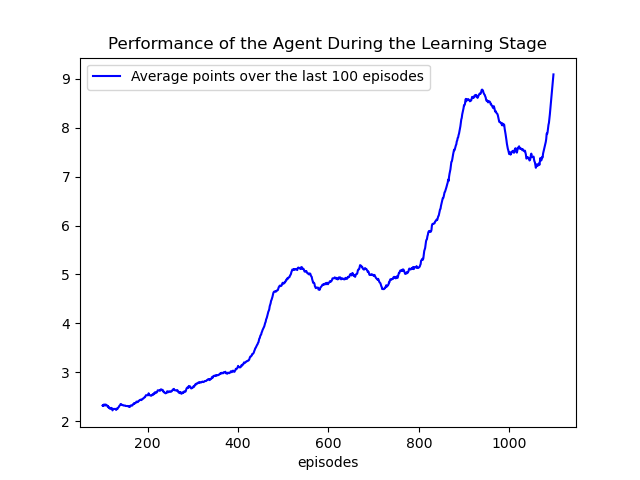 Performance of the Agent During the Learning Stage
Average points over the last 100 episodes
9
8
7
6
5
4
3
2
200 400 600 800 1000
episodes